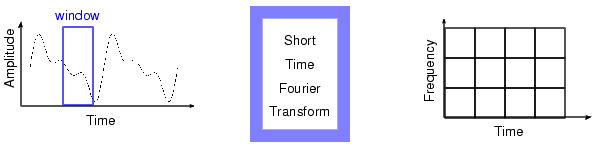 window
Amplitude
Time
Short
Time
Fourier
Transform
Frequency
Time